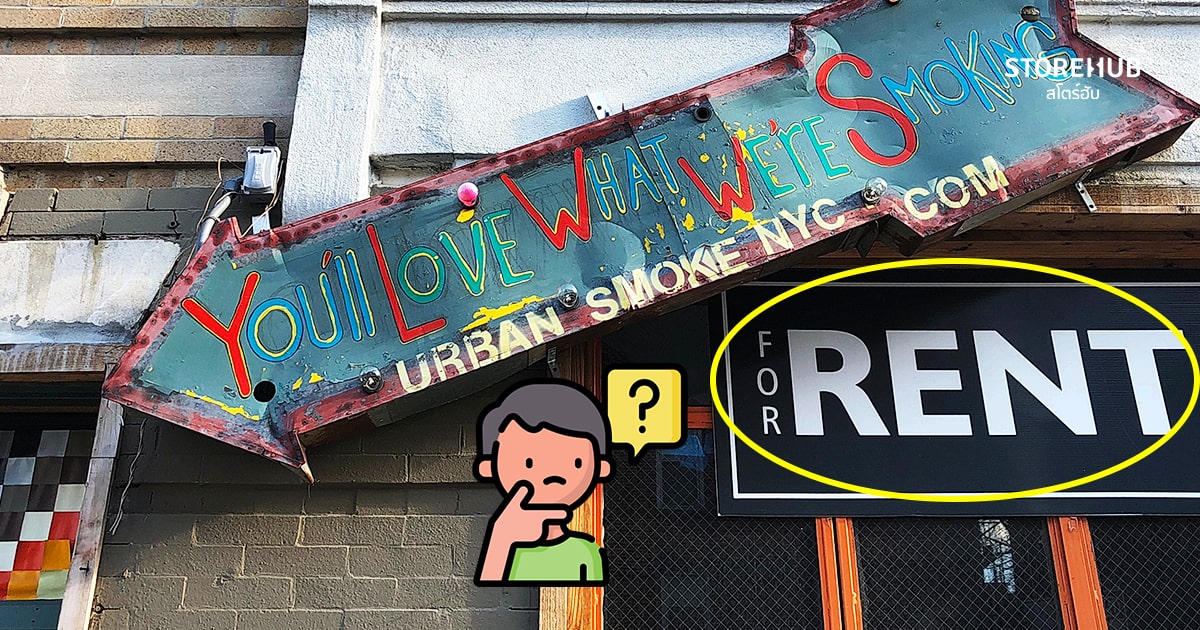 STOREHUB
สโตร์ฮับ
You'll Love What We're Smoking
URBAN SMOKE NYC.COM
?
FOR
RENT